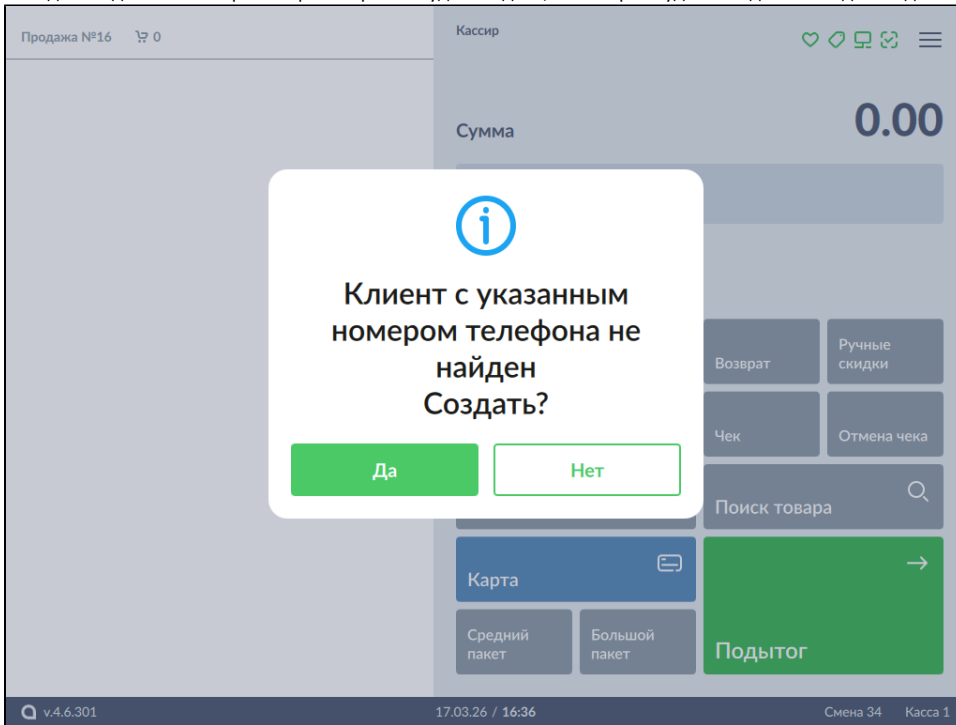 Продажа №16 0
Кассир
Сумма
0.00
Клиент с указанным
номером телефона не
найден
Создать?
Да
Нет
Возврат
Ручные
скидки
Чек
Отмена чека
Поиск товара
Карта
Средний
пакет
Большой
пакет
Подытог
v.4.6.301
17.03.26 / 16:36
Смена 34 Касса 1